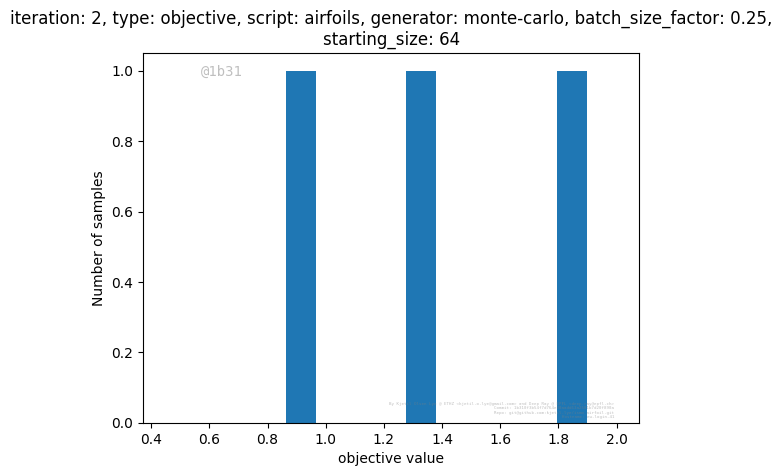 iteration: 2, type: objective, script: airfoils, generator: monte-carlo, batch_size_factor: 0.25,
starting_size: 64
@1b31
1.0
0.8
0.6
0.4
0.2
0.0
Number of samples
0.4 0.6 0.8 1.0 1.2 1.4 1.6 1.8 2.0
objective value